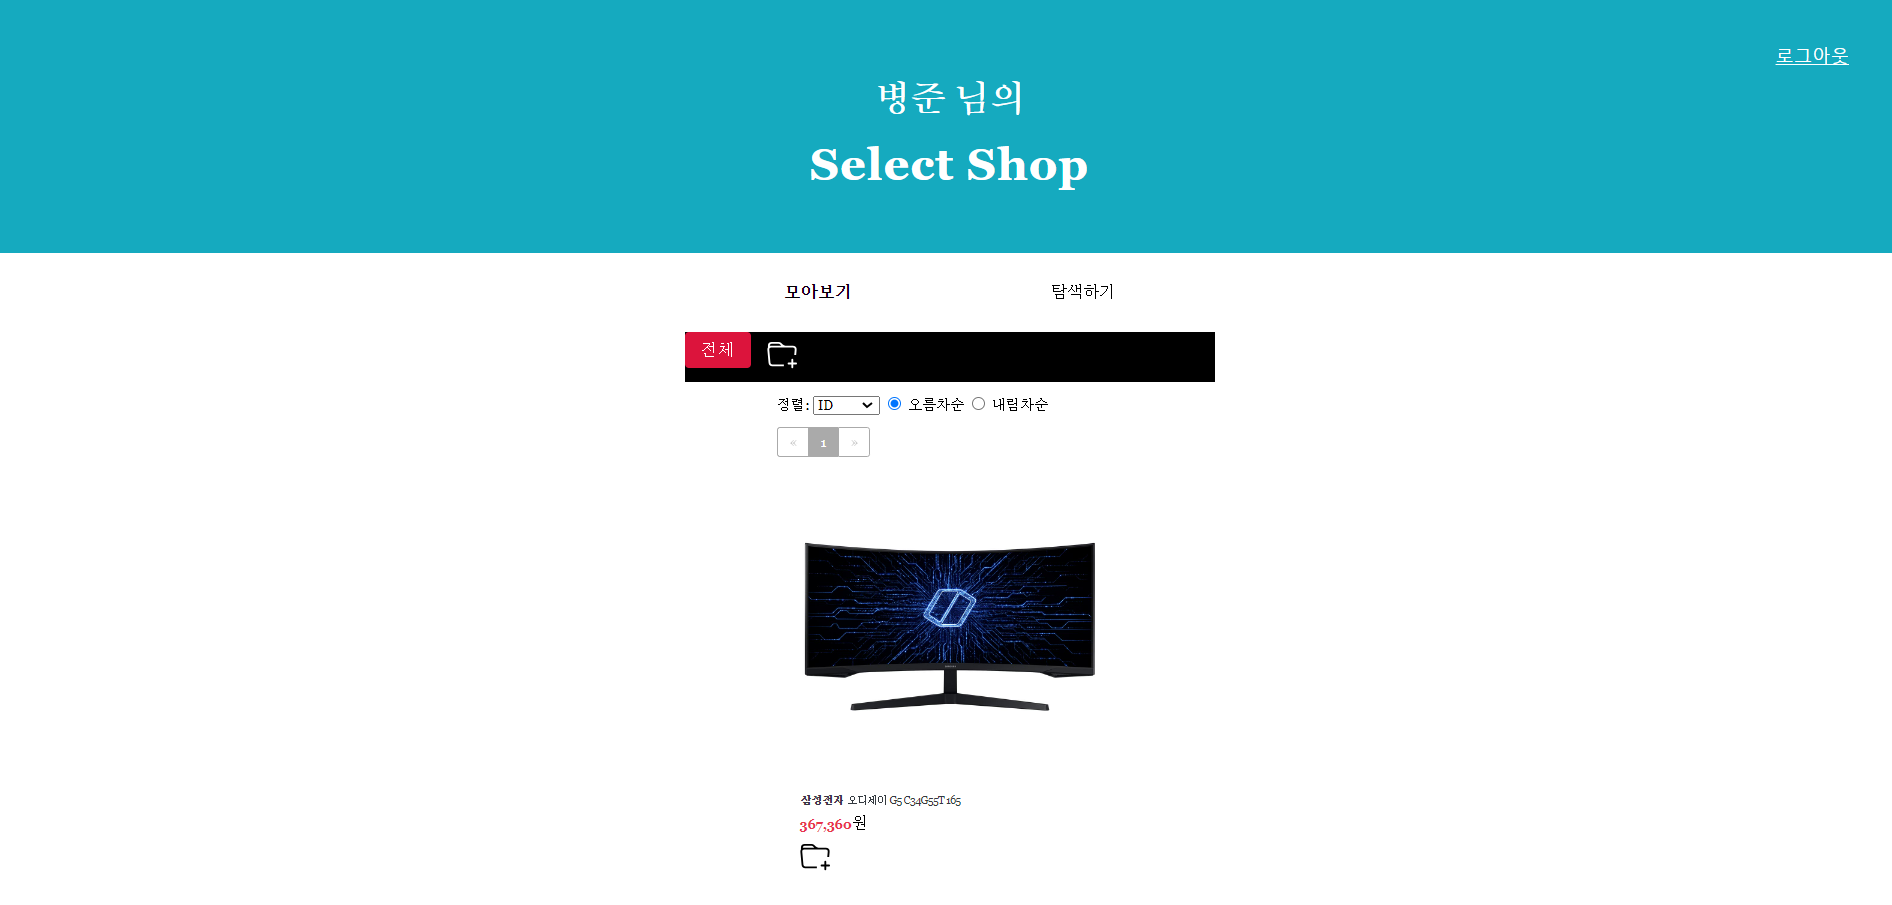 로그아웃
병준 님의
Select Shop
모아보기 탐색하기
전체
정렬 : ID 오름차순 내림차순
« 1 »
삼성전자 오디세이 G5 C34G55T 165
367,360원